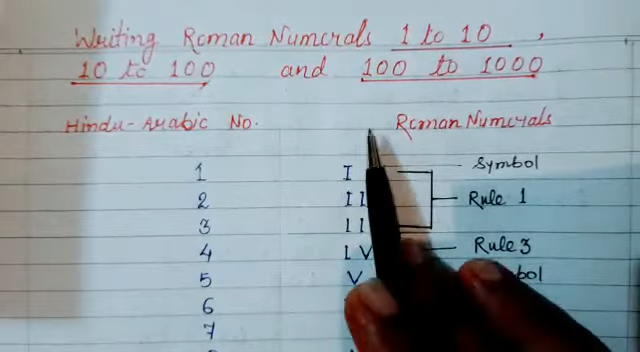 Writing Roman Numerals 1 to 10,
10 to 100 and 100 to 1000
Hindu-Arabic No. Roman Numerals
1 I Symbol
2 II Rule 1
3 II
4 IV Rule 3
5 V
6
7